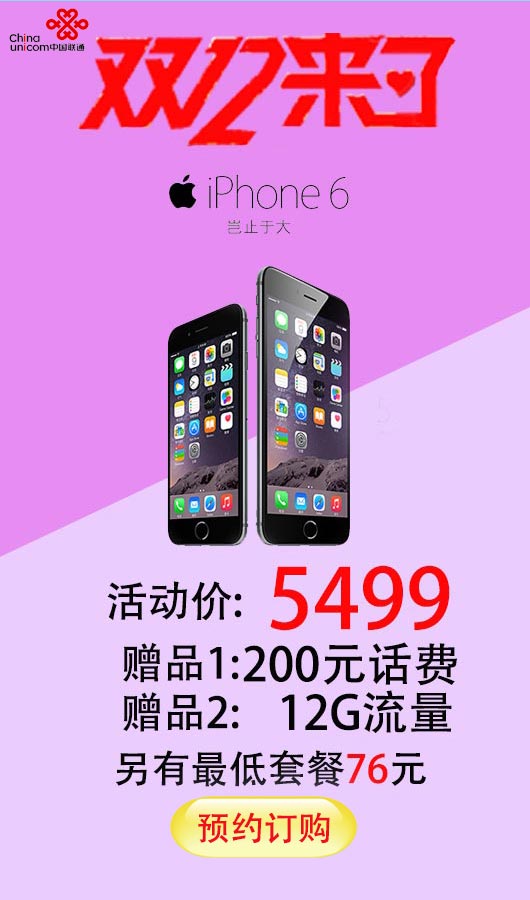 China
unicom中国联通
双12来了
iPhone 6
岂止于大
活动价: 5499
赠品1:200元话费
赠品2: 12G流量
另有最低套餐76元
预约订购